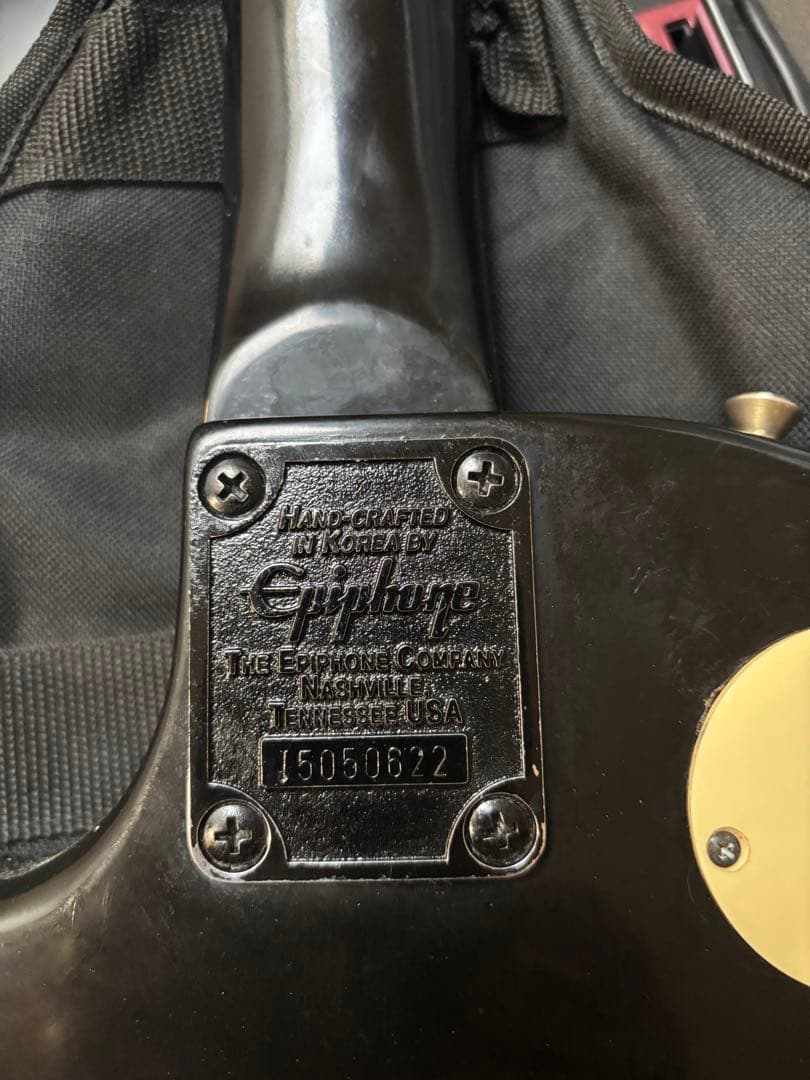 HAND-CRAFTED
IN KOREA BY
Epiphone
THE EPIPHONE COMPANY
NASHVILLE,
TENNESSEE USA
I5050622